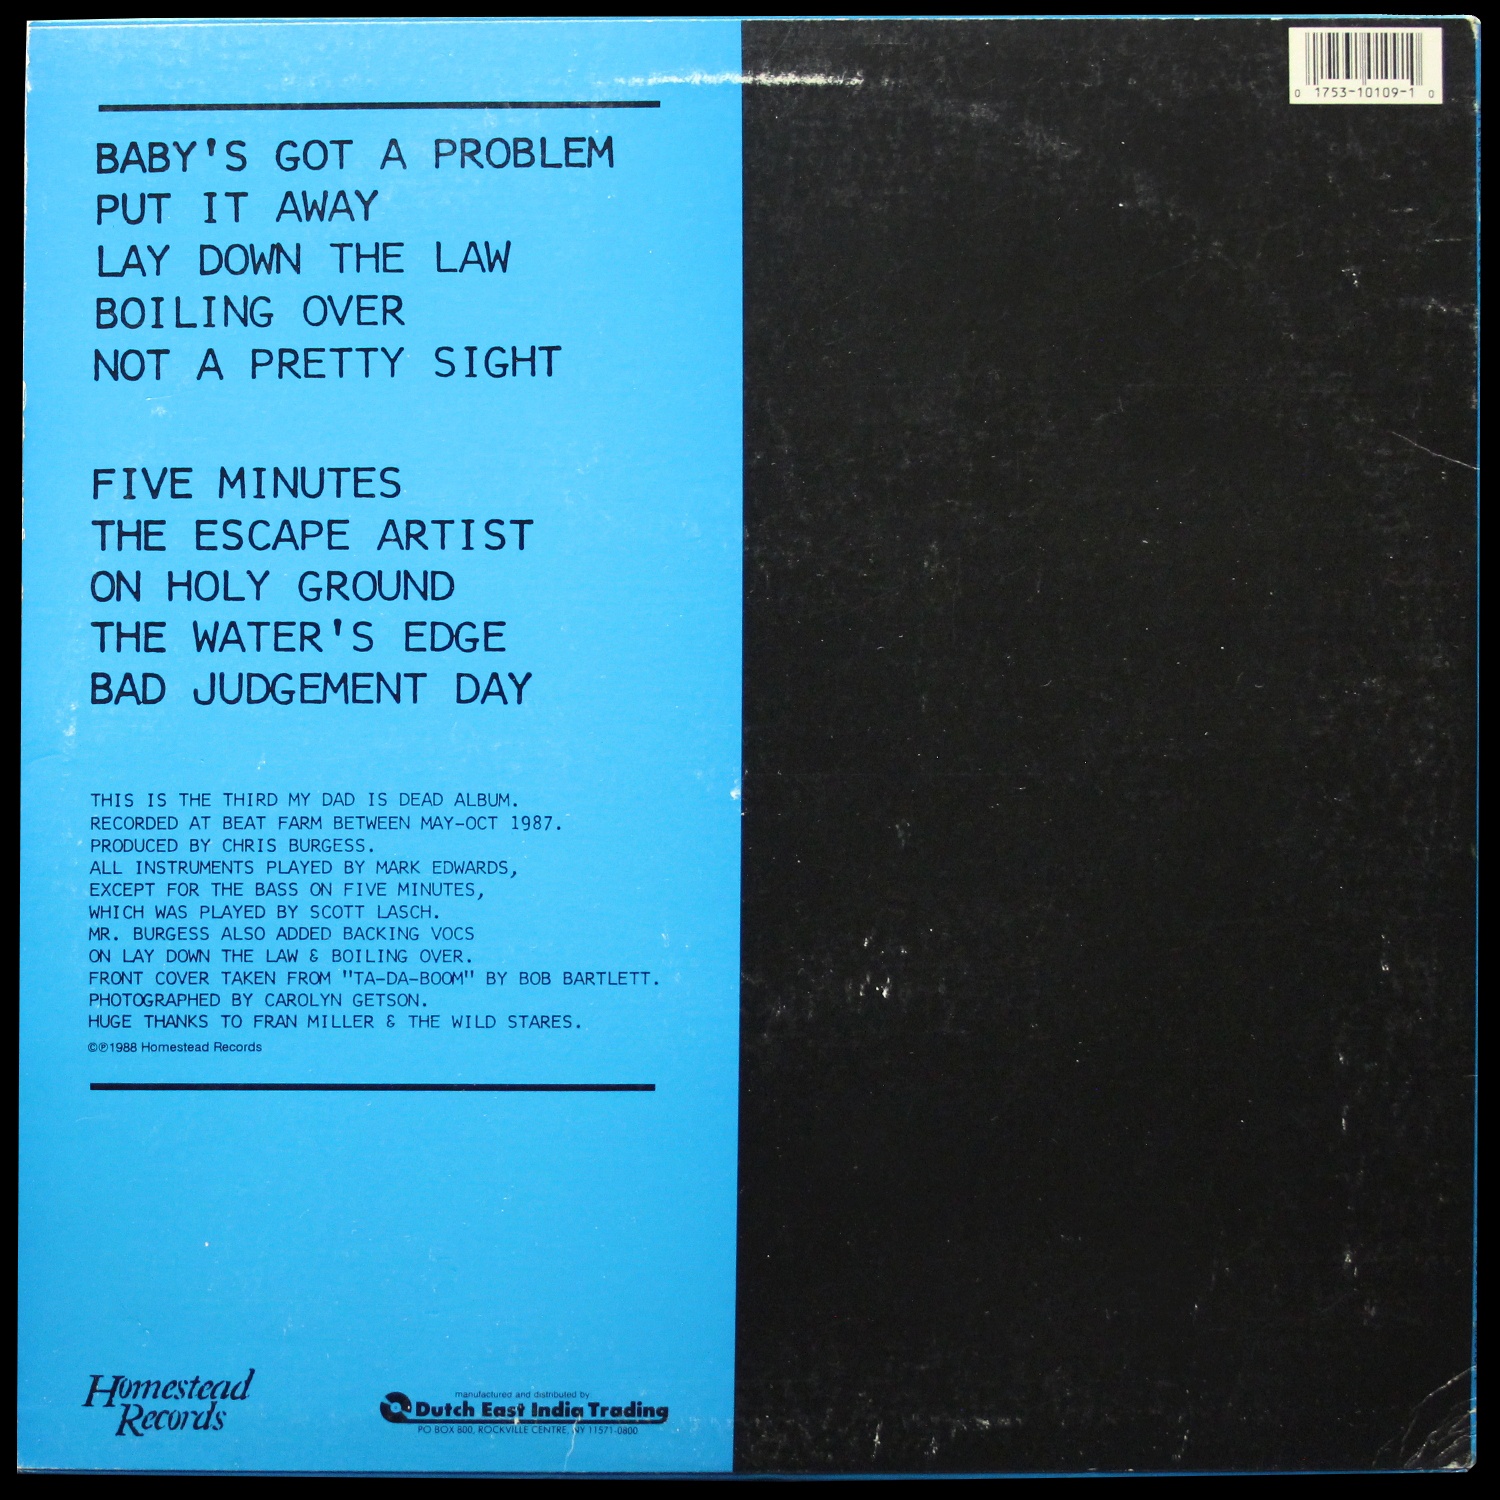 0 1753-10109-1 0
BABY'S GOT A PROBLEM
PUT IT AWAY
LAY DOWN THE LAW
BOILING OVER
NOT A PRETTY SIGHT
FIVE MINUTES
THE ESCAPE ARTIST
ON HOLY GROUND
THE WATER'S EDGE
BAD JUDGEMENT DAY
THIS IS THE THIRD MY DAD IS DEAD ALBUM.
RECORDED AT BEAT FARM BETWEEN MAY-OCT 1987.
PRODUCED BY CHRIS BURGESS.
ALL INSTRUMENTS PLAYED BY MARK EDWARDS,
EXCEPT FOR THE BASS ON FIVE MINUTES,
WHICH WAS PLAYED BY SCOTT LASCH.
MR. BURGESS ALSO ADDED BACKING VOCS
ON LAY DOWN THE LAW & BOILING OVER.
FRONT COVER TAKEN FROM "TA-DA-BOOM" BY BOB BARTLETT.
PHOTOGRAPHED BY CAROLYN GETSON.
HUGE THANKS TO FRAN MILLER & THE WILD STARES.
©℗1988 Homestead Records
Homestead
Records
manufactured and distributed by
Dutch East India Trading
PO BOX 800, ROCKVILLE CENTRE, NY 11571-0800